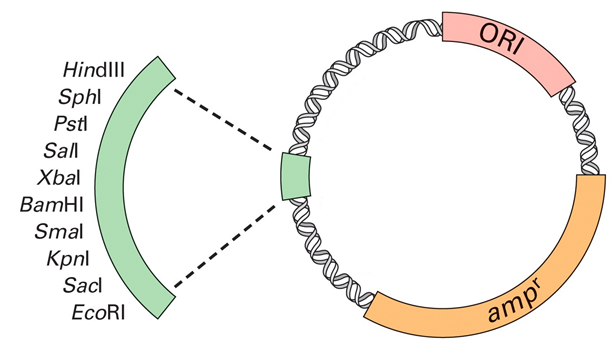 HindIII
SphI
PstI
SalI
XbaI
BamHI
SmaI
KpnI
SacI
EcoRI
ORI
ampʳ